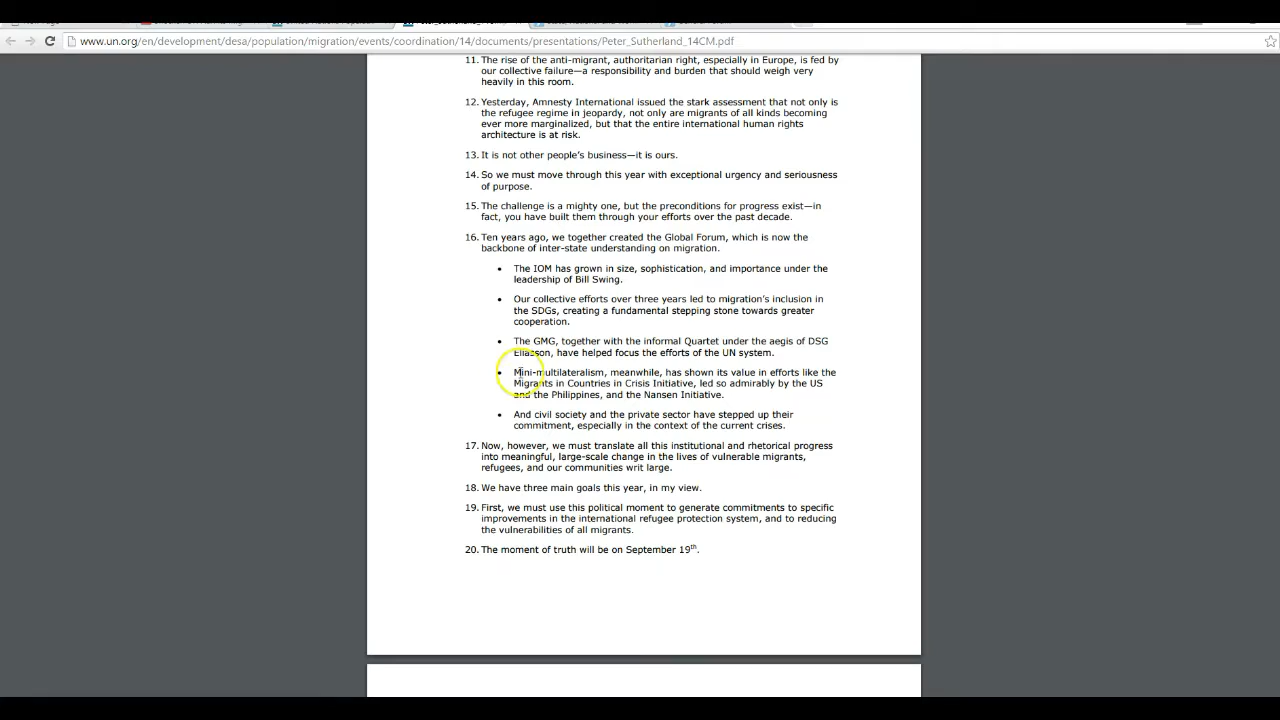 www.un.org/en/development/desa/population/migration/events/coordination/14/documents/presentations/Peter_Sutherland_14CM.pdf
11. The rise of the anti-migrant, authoritarian right, especially in Europe, is fed by
our collective failure—a responsibility and burden that should weigh very
heavily in this room.
12. Yesterday, Amnesty International issued the stark assessment that not only is
the refugee regime in jeopardy, not only are migrants of all kinds becoming
ever more marginalized, but that the entire international human rights
architecture is at risk.
13. It is not other people's business—it is ours.
14. So we must move through this year with exceptional urgency and seriousness
of purpose.
15. The challenge is a mighty one, but the preconditions for progress exist—in
fact, you have built them through your efforts over the past decade.
16. Ten years ago, we together created the Global Forum, which is now the
backbone of inter-state understanding on migration.
• The IOM has grown in size, sophistication, and importance under the
leadership of Bill Swing.
• Our collective efforts over three years led to migration's inclusion in
the SDGs, creating a fundamental stepping stone towards greater
cooperation.
• The GMG, together with the informal Quartet under the aegis of DSG
Eliasson, have helped focus the efforts of the UN system.
• Mini-multilateralism, meanwhile, has shown its value in efforts like the
Migrants in Countries in Crisis Initiative, led so admirably by the US
and the Philippines, and the Nansen Initiative.
• And civil society and the private sector have stepped up their
commitment, especially in the context of the current crises.
17. Now, however, we must translate all this institutional and rhetorical progress
into meaningful, large-scale change in the lives of vulnerable migrants,
refugees, and our communities writ large.
18. We have three main goals this year, in my view.
19. First, we must use this political moment to generate commitments to specific
improvements in the international refugee protection system, and to reducing
the vulnerabilities of all migrants.
20. The moment of truth will be on September 19th.